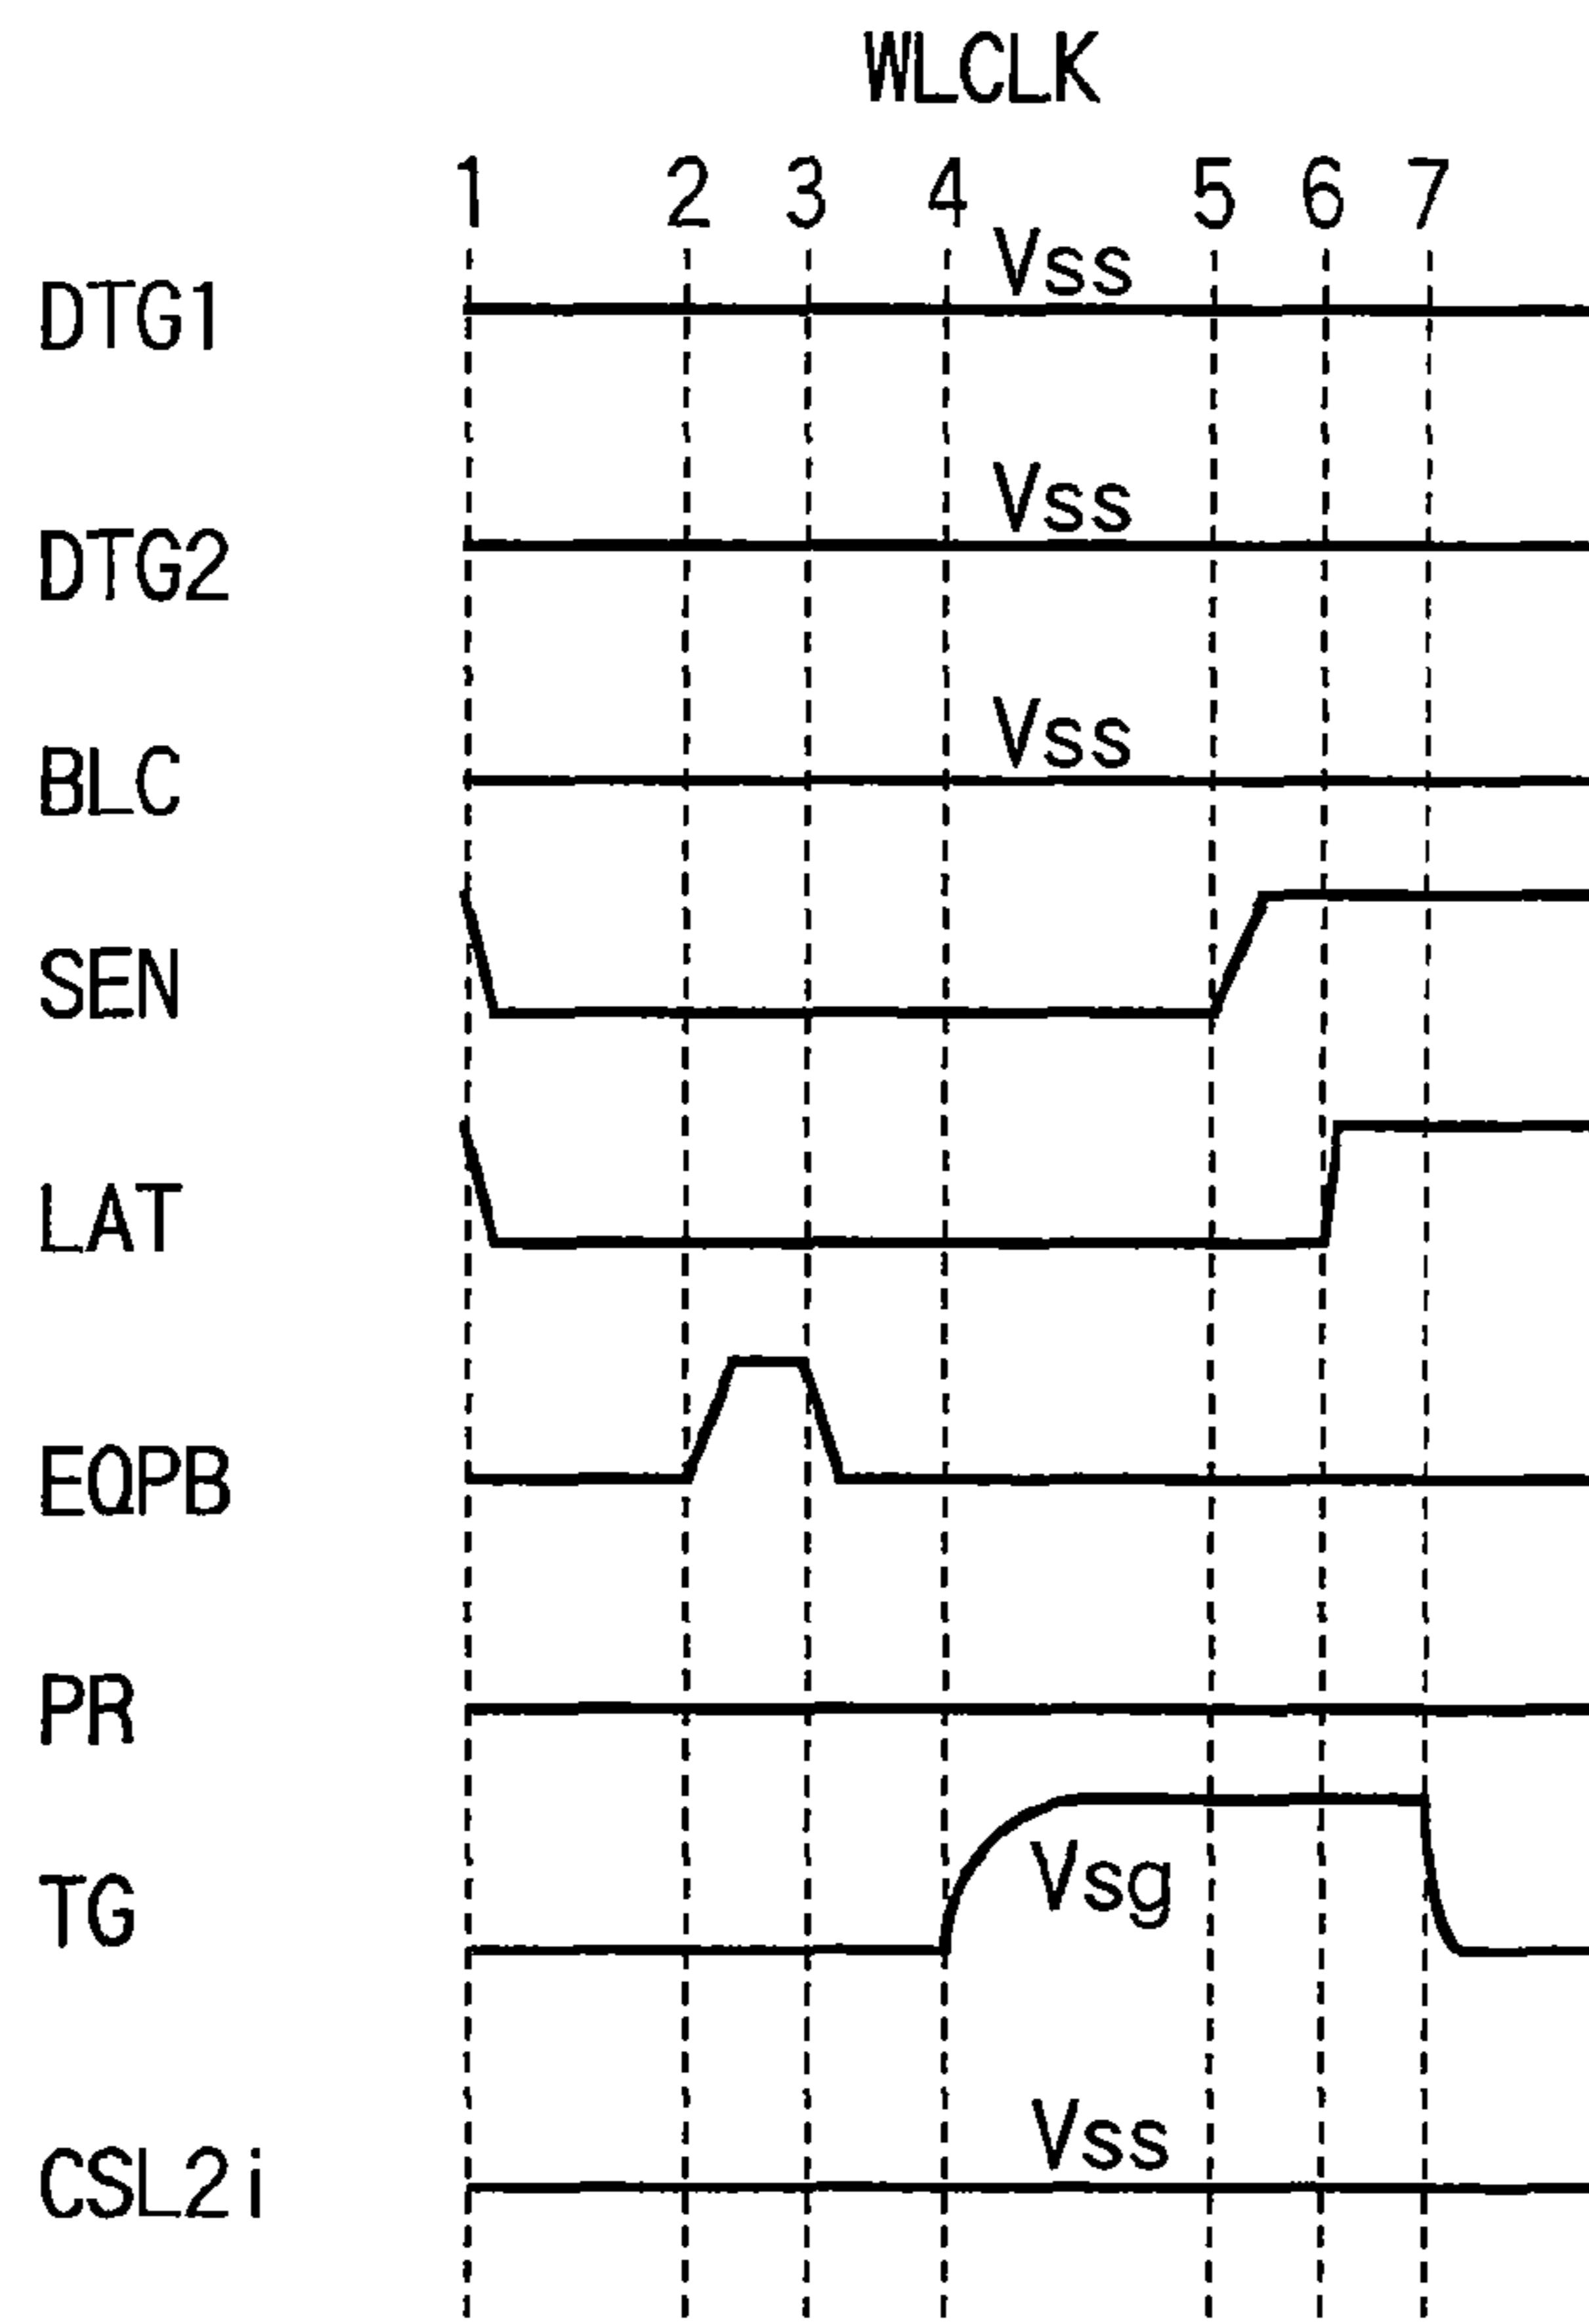 WLCLK
1 2 3 4 5 6 7
Vss
DTG1
Vss
DTG2
Vss
BLC
SEN
LAT
EQPB
PR
Vsg
TG
Vss
CSL2i